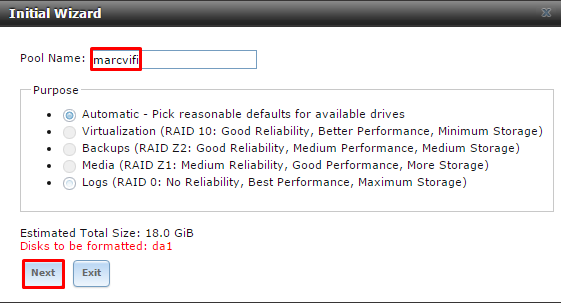 Initial Wizard
Pool Name: marcvifi
Purpose
Automatic - Pick reasonable defaults for available drives
Virtualization (RAID 10: Good Reliability, Better Performance, Minimum Storage)
Backups (RAID Z2: Good Reliability, Medium Performance, Medium Storage)
Media (RAID Z1: Medium Reliability, Good Performance, More Storage)
Logs (RAID 0: No Reliability, Best Performance, Maximum Storage)
Estimated Total Size: 18.0 GiB
Disks to be formatted: da1
Next Exit